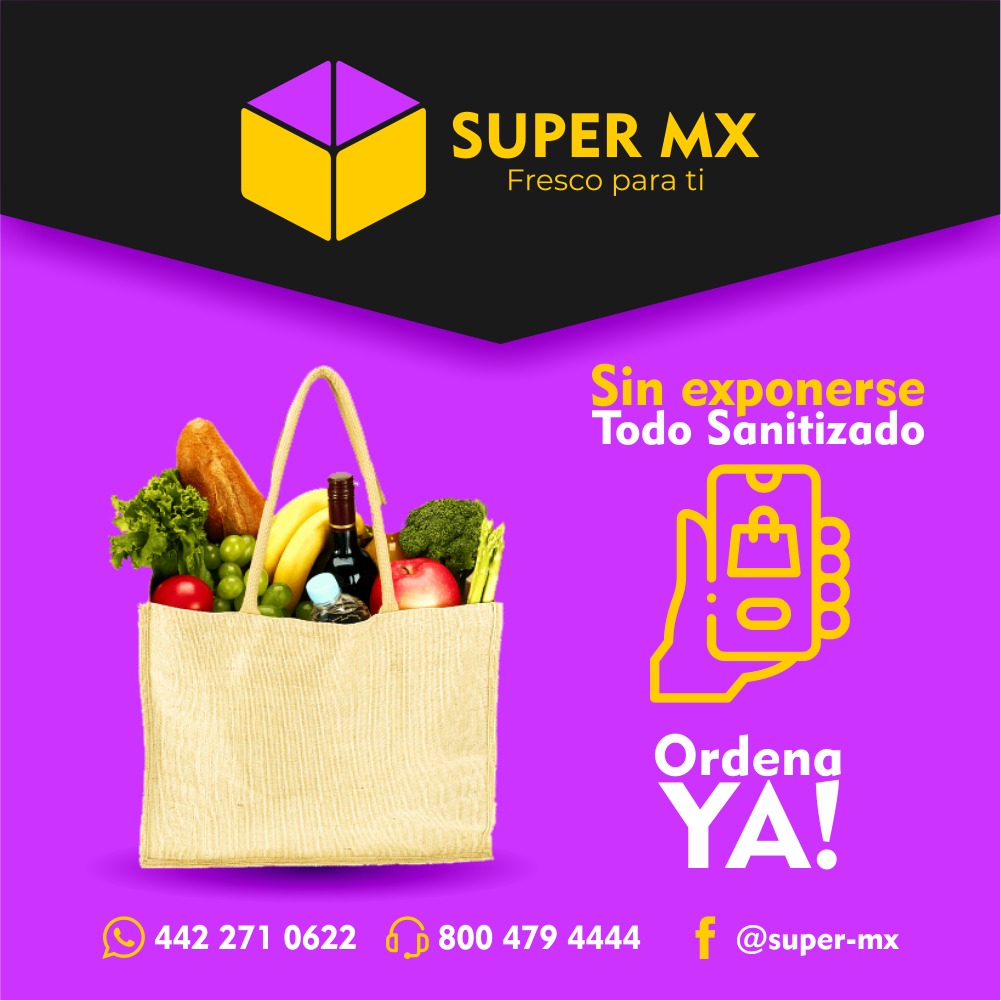 SUPER MX
Fresco para ti
Sin exponerse
Todo Sanitizado
Ordena
YA!
442 271 0622 800 479 4444 @super-mx